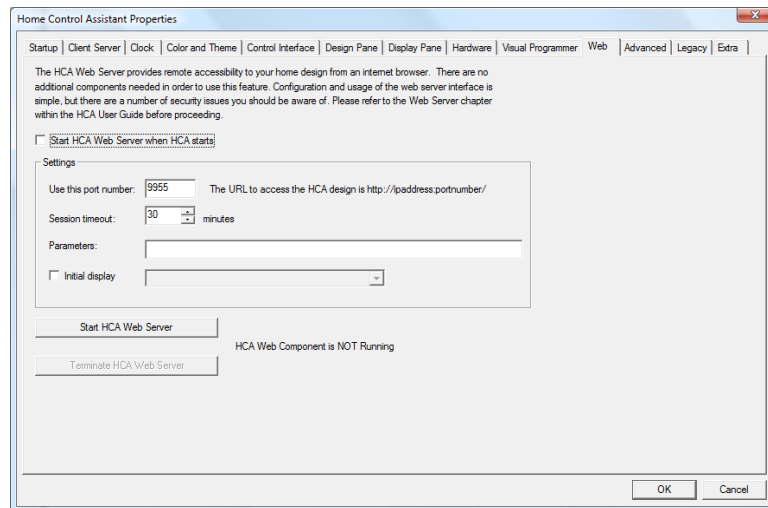 Home Control Assistant Properties
Startup Client Server Clock Color and Theme Control Interface Design Pane Display Pane Hardware Visual Programmer Web Advanced Legacy Extra
The HCA Web Server provides remote accessibility to your home design from an internet browser. There are no
additional components needed in order to use this feature. Configuration and usage of the web server interface is
simple, but there are a number of security issues you should be aware of. Please refer to the Web Server chapter
within the HCA User Guide before proceeding.
Start HCA Web Server when HCA starts
Settings
Use this port number: 9955 The URL to access the HCA design is http://ipaddress:portnumber/
Session timeout: 30 minutes
Parameters:
Initial display
Start HCA Web Server
HCA Web Component is NOT Running
Terminate HCA Web Server
OK Cancel